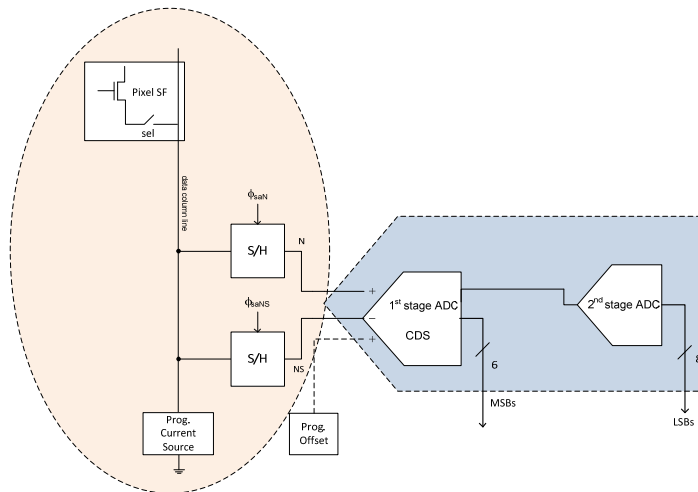 Pixel SF
sel
data column line
ϕsaN
S/H
N
ϕsaNS
S/H
NS
+
−
+
1st stage ADC
CDS
2nd stage ADC
6
MSBs
LSBs
Prog.
Current
Source
Prog.
Offset